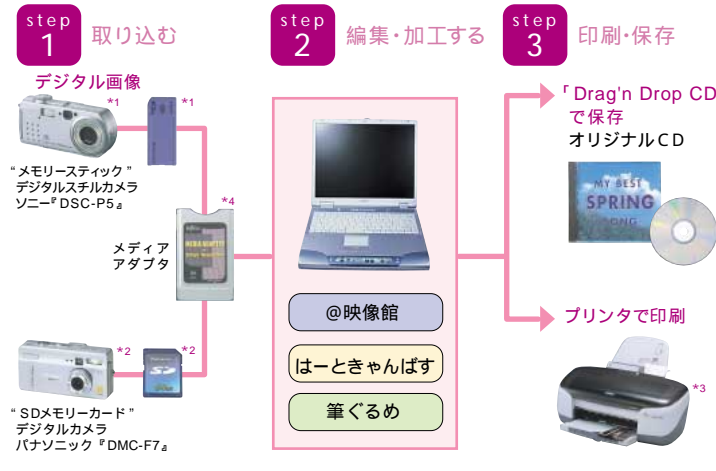 step
1
取り込む
step
2
編集・加工する
step
3
印刷・保存
デジタル画像
*1
*1
"メモリースティック"
デジタルスチルカメラ
ソニー『DSC-P5』
*4
メディア
アダプタ
*2
*2
SD
"SDメモリーカード"
デジタルカメラ
パナソニック『DMC-F7』
@映像館
はーときゃんばす
筆ぐるめ
「Drag'n Drop CD
で保存
オリジナルCD
MY BEST
SPRING
SONG
プリンタで印刷
*3